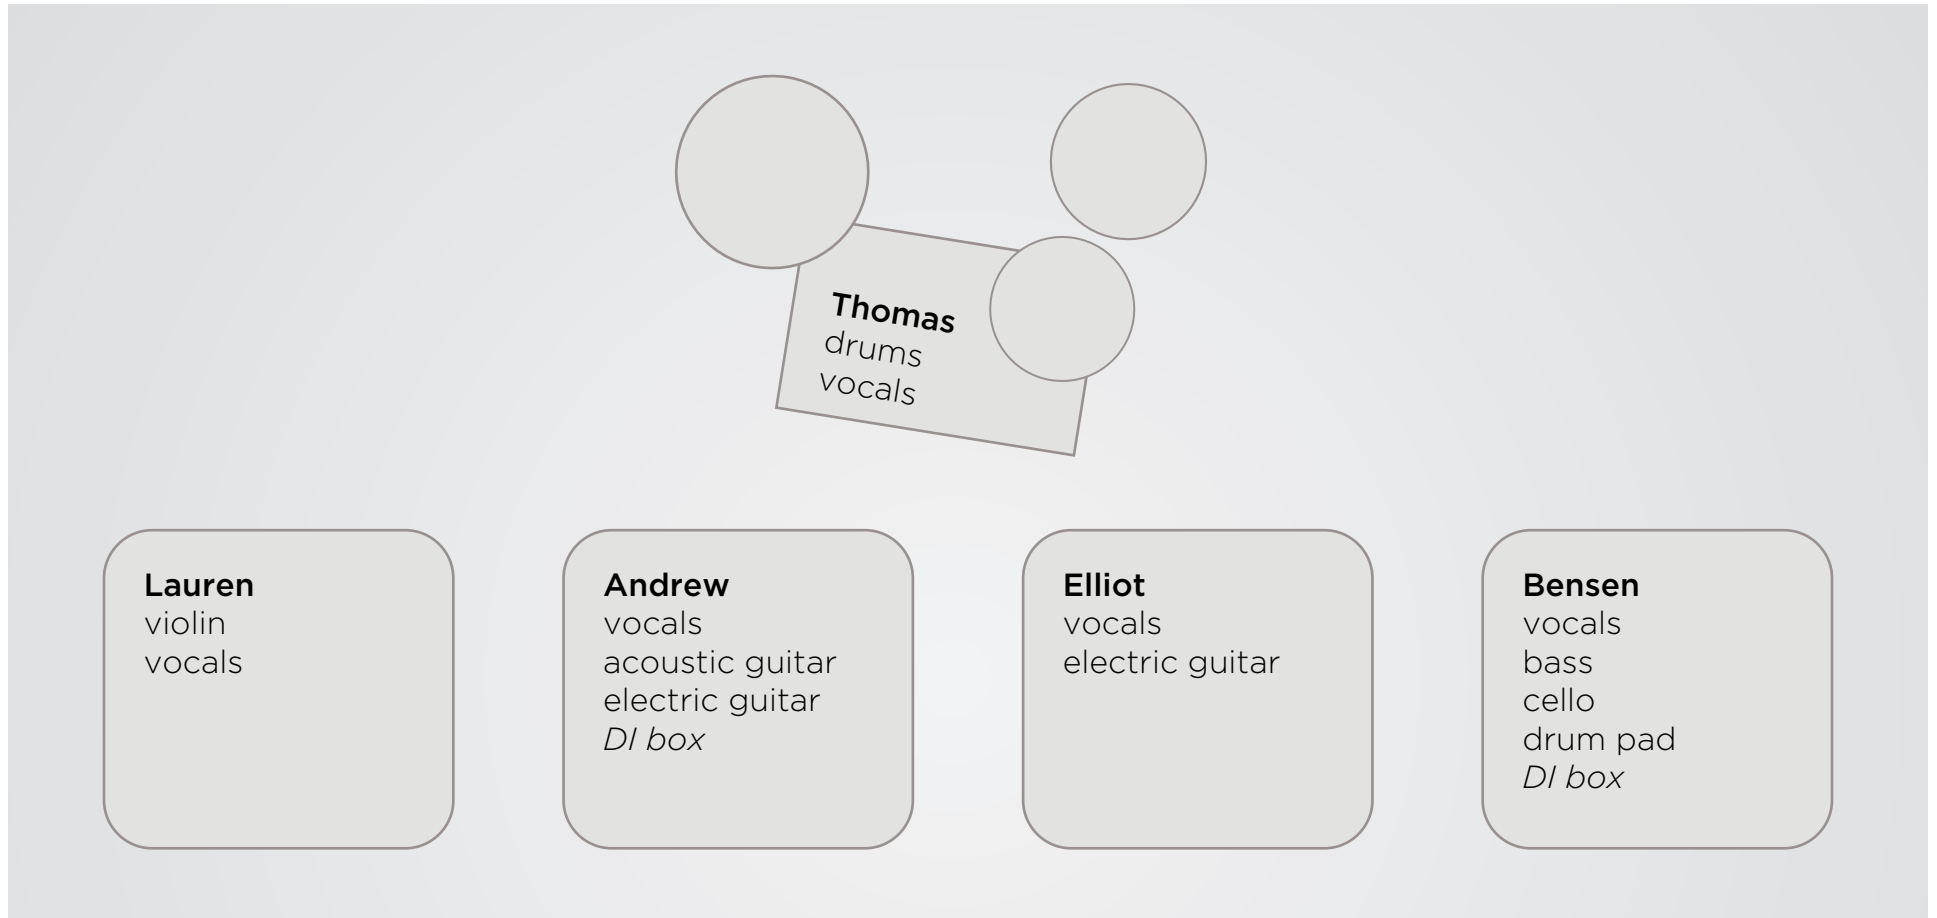 Thomas
drums
vocals
Lauren
violin
vocals
Andrew
vocals
acoustic guitar
electric guitar
DI box
Elliot
vocals
electric guitar
Bensen
vocals
bass
cello
drum pad
DI box